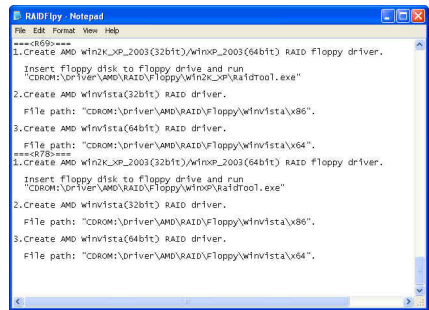 RAIDFlpy - Notepad
File Edit Format View Help
===<R69>===
1.Create AMD Win2K_XP_2003(32bit)/WinXP_2003(64bit) RAID floppy driver.
Insert floppy disk to floppy drive and run
"CDROM:\Driver\AMD\RAID\Floppy\Win2K_XP\RaidTool.exe"
2.Create AMD WinVista(32bit) RAID driver.
File path: "CDROM:\Driver\AMD\RAID\Floppy\WinVista\x86".
3.Create AMD WinVista(64bit) RAID driver.
File path: "CDROM:\Driver\AMD\RAID\Floppy\WinVista\x64".
===<R78>===
1.Create AMD Win2K_XP_2003(32bit)/WinXP_2003(64bit) RAID floppy driver.
Insert floppy disk to floppy drive and run
"CDROM:\Driver\AMD\RAID\Floppy\WinXP\RaidTool.exe"
2.Create AMD WinVista(32bit) RAID driver.
File path: "CDROM:\Driver\AMD\RAID\Floppy\WinVista\x86".
3.Create AMD WinVista(64bit) RAID driver.
File path: "CDROM:\Driver\AMD\RAID\Floppy\WinVista\x64".